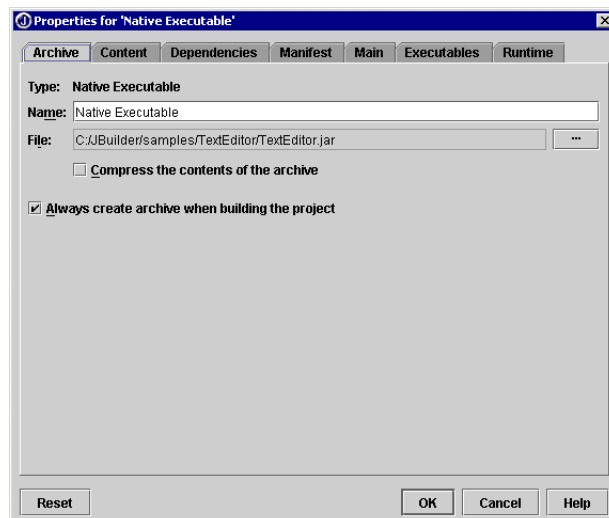 Properties for 'Native Executable'
Archive Content Dependencies Manifest Main Executables Runtime
Type: Native Executable
Name: Native Executable
File: C:/JBuilder/samples/TextEditor/TextEditor.jar ...
Compress the contents of the archive
Always create archive when building the project
Reset OK Cancel Help